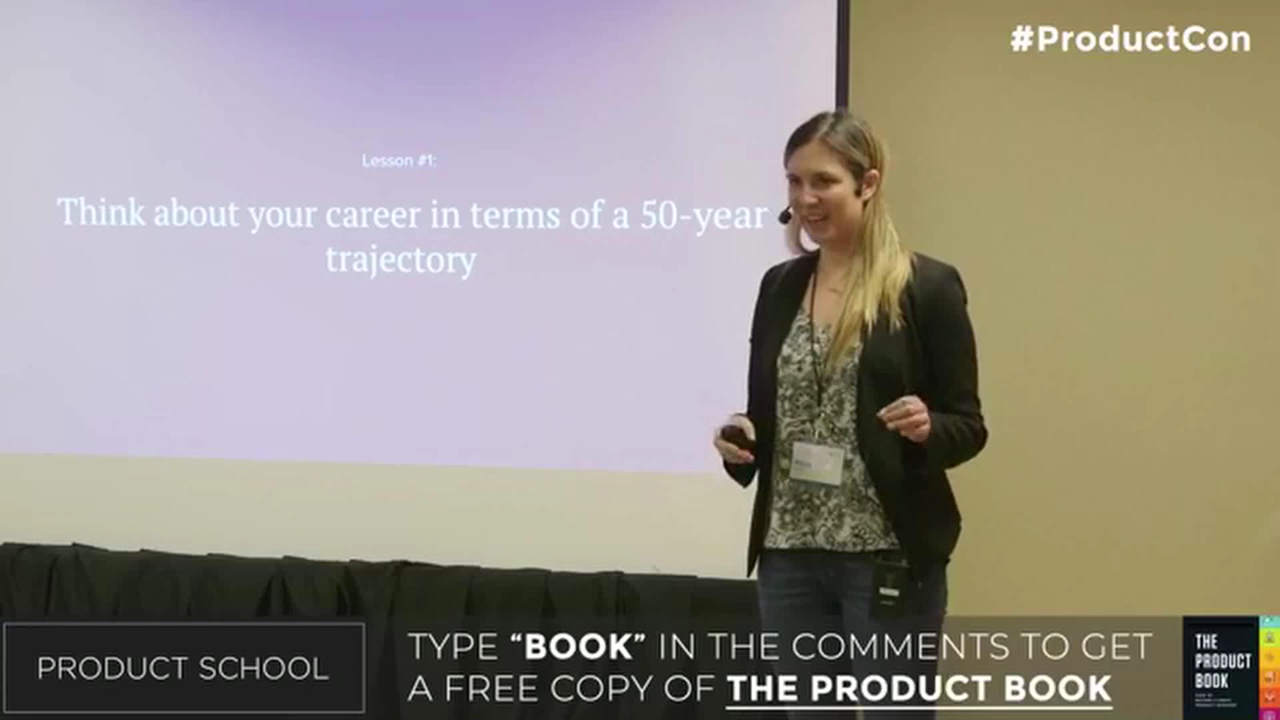 #ProductCon
Lesson #1:
Think about your career in terms of a 50-year
trajectory
PRODUCT SCHOOL
TYPE “BOOK” IN THE COMMENTS TO GET
A FREE COPY OF THE PRODUCT BOOK
THE
PRODUCT
BOOK